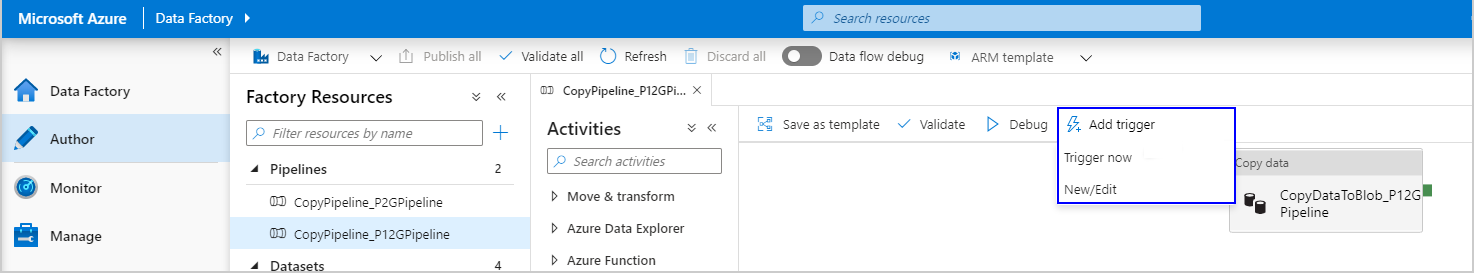 Microsoft Azure Data Factory Search resources
Data Factory Publish all Validate all Refresh Discard all Data flow debug ARM template
Data Factory
Author
Monitor
Manage
Factory Resources
Filter resources by name
Pipelines 2
CopyPipeline_P2GPipeline
CopyPipeline_P12GPipeline
Datasets 4
CopyPipeline_P12GPi...
Activities
Search activities
Move & transform
Azure Data Explorer
Azure Function
Save as template Validate Debug Add trigger
Trigger now
New/Edit
Copy data
CopyDataToBlob_P12G
Pipeline